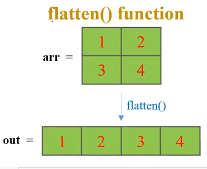 flatten() function
arr = 1 2
3 4
flatten()
out = 1 2 3 4